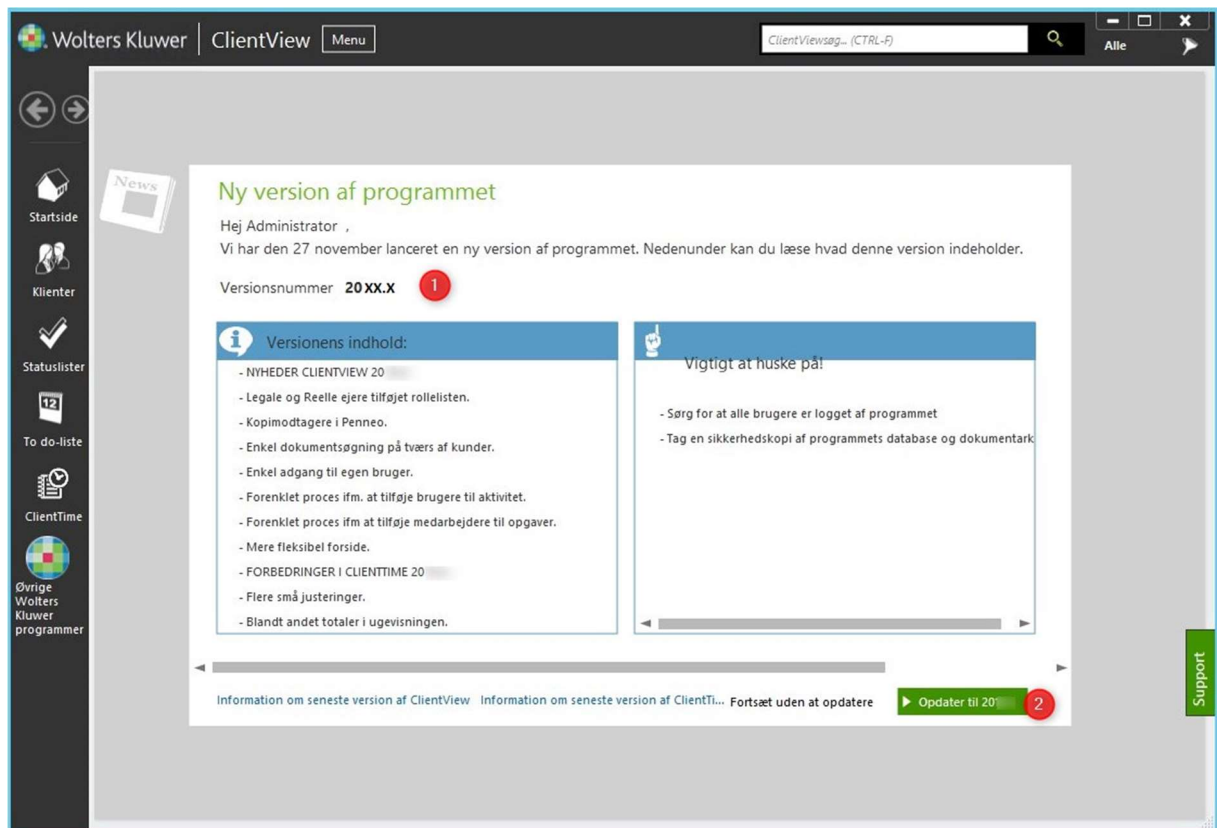 Wolters Kluwer ClientView Menu
ClientViewsøg... (CTRL-F)
Alle
Startside
Klienter
Statuslister
12
To do-liste
ClientTime
Øvrige
Wolters
Kluwer
programmer
News
Ny version af programmet
Hej Administrator ,
Vi har den 27 november lanceret en ny version af programmet. Nedenunder kan du læse hvad denne version indeholder.
Versionsnummer 20XX.X 1
Versionens indhold:
- NYHEDER CLIENTVIEW 20
- Legale og Reelle ejere tilføjet rollelisten.
- Kopimodtagere i Penneo.
- Enkel dokumentsøgning på tværs af kunder.
- Enkel adgang til egen bruger.
- Forenklet proces ifm. at tilføje brugere til aktivitet.
- Forenklet proces ifm at tilføje medarbejdere til opgaver.
- Mere fleksibel forside.
- FORBEDRINGER I CLIENTTIME 20
- Flere små justeringer.
- Blandt andet totaler i ugevisningen.
Vigtigt at huske på!
- Sørg for at alle brugere er logget af programmet
- Tag en sikkerhedskopi af programmets database og dokumentark
Information om seneste version af ClientView Information om seneste version af ClientTi... Fortsæt uden at opdatere Opdater til 20 2
Support